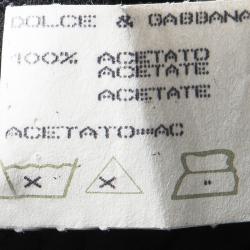 DOLCE & GABBANA
100% ACETATO
ACETATE
ACETATE
ACETATO====AC